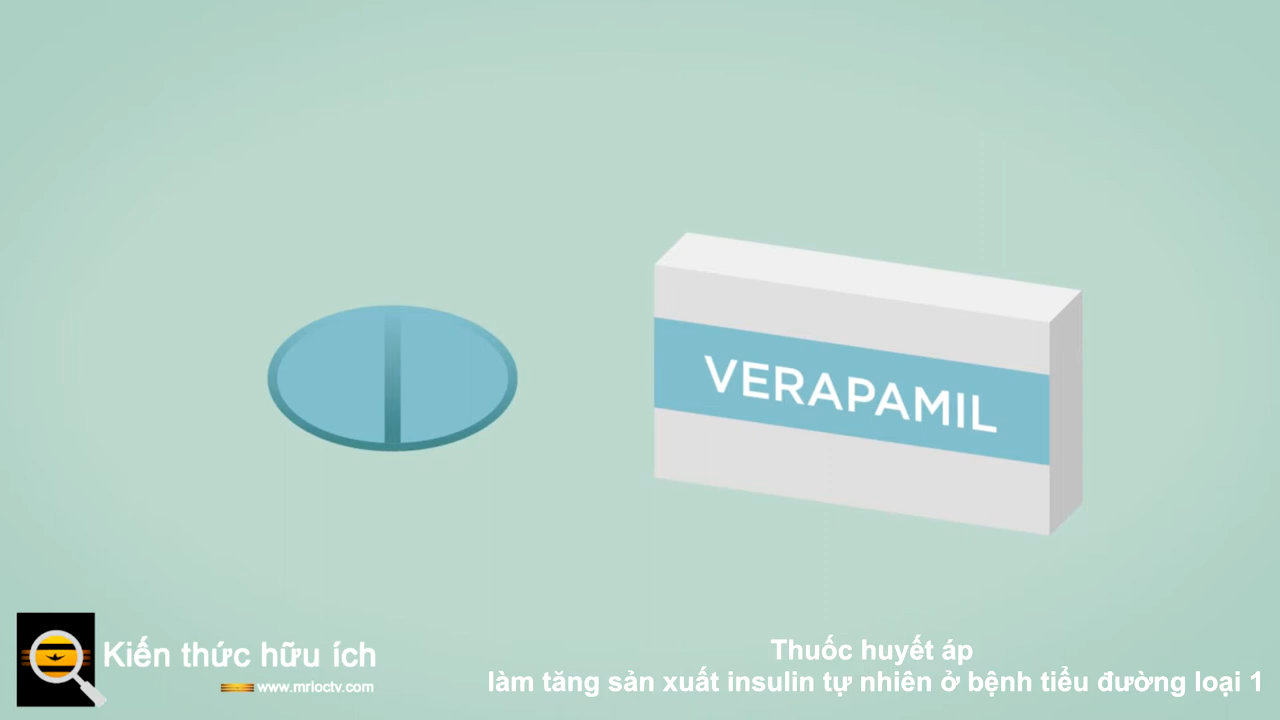 VERAPAMIL
Kiến thức hữu ích
www.mrloctv.com
Thuốc huyết áp
làm tăng sản xuất insulin tự nhiên ở bệnh tiểu đường loại 1